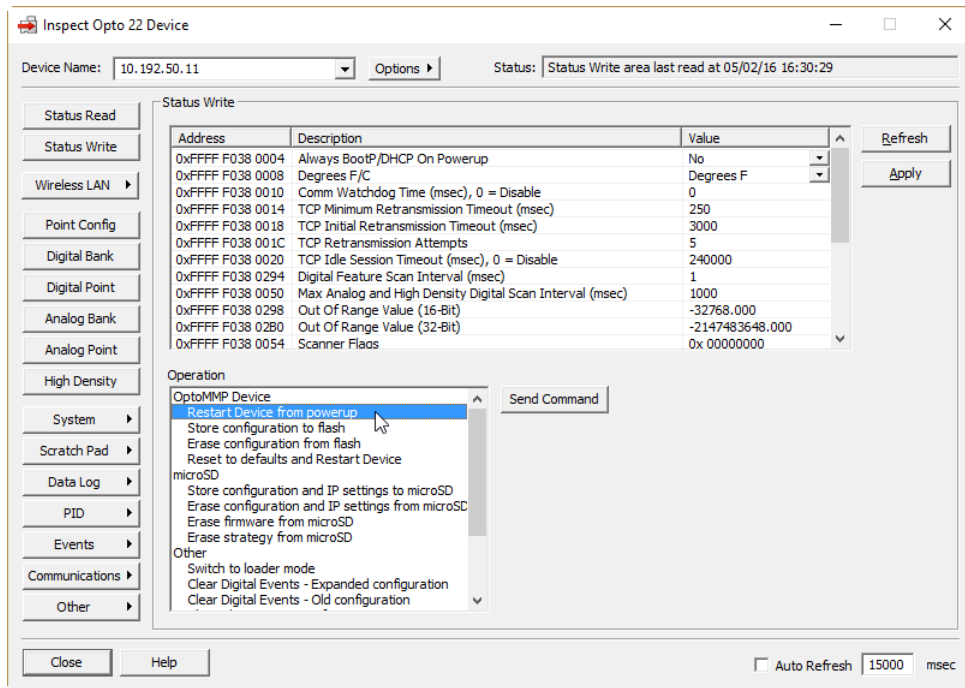 Inspect Opto 22 Device
Device Name: 10.192.50.11 Options Status: Status Write area last read at 05/02/16 16:30:29
Status Read
Status Write
Wireless LAN
Point Config
Digital Bank
Digital Point
Analog Bank
Analog Point
High Density
System
Scratch Pad
Data Log
PID
Events
Communications
Other
Status Write
Address Description Value
0xFFFF F038 0004 Always BootP/DHCP On Powerup No
0xFFFF F038 0008 Degrees F/C Degrees F
0xFFFF F038 0010 Comm Watchdog Time (msec), 0 = Disable 0
0xFFFF F038 0014 TCP Minimum Retransmission Timeout (msec) 250
0xFFFF F038 0018 TCP Initial Retransmission Timeout (msec) 3000
0xFFFF F038 001C TCP Retransmission Attempts 5
0xFFFF F038 0020 TCP Idle Session Timeout (msec), 0 = Disable 240000
0xFFFF F038 0294 Digital Feature Scan Interval (msec) 1
0xFFFF F038 0050 Max Analog and High Density Digital Scan Interval (msec) 1000
0xFFFF F038 0298 Out Of Range Value (16-Bit) -32768.000
0xFFFF F038 02B0 Out Of Range Value (32-Bit) -2147483648.000
0xFFFF F038 0054 Scanner Flags 0x 00000000
Refresh
Apply
Operation
OptoMMP Device
Restart Device from powerup
Store configuration to flash
Erase configuration from flash
Reset to defaults and Restart Device
microSD
Store configuration and IP settings to microSD
Erase configuration and IP settings from microSD
Erase firmware from microSD
Erase strategy from microSD
Other
Switch to loader mode
Clear Digital Events - Expanded configuration
Clear Digital Events - Old configuration
Send Command
Close Help Auto Refresh 15000 msec